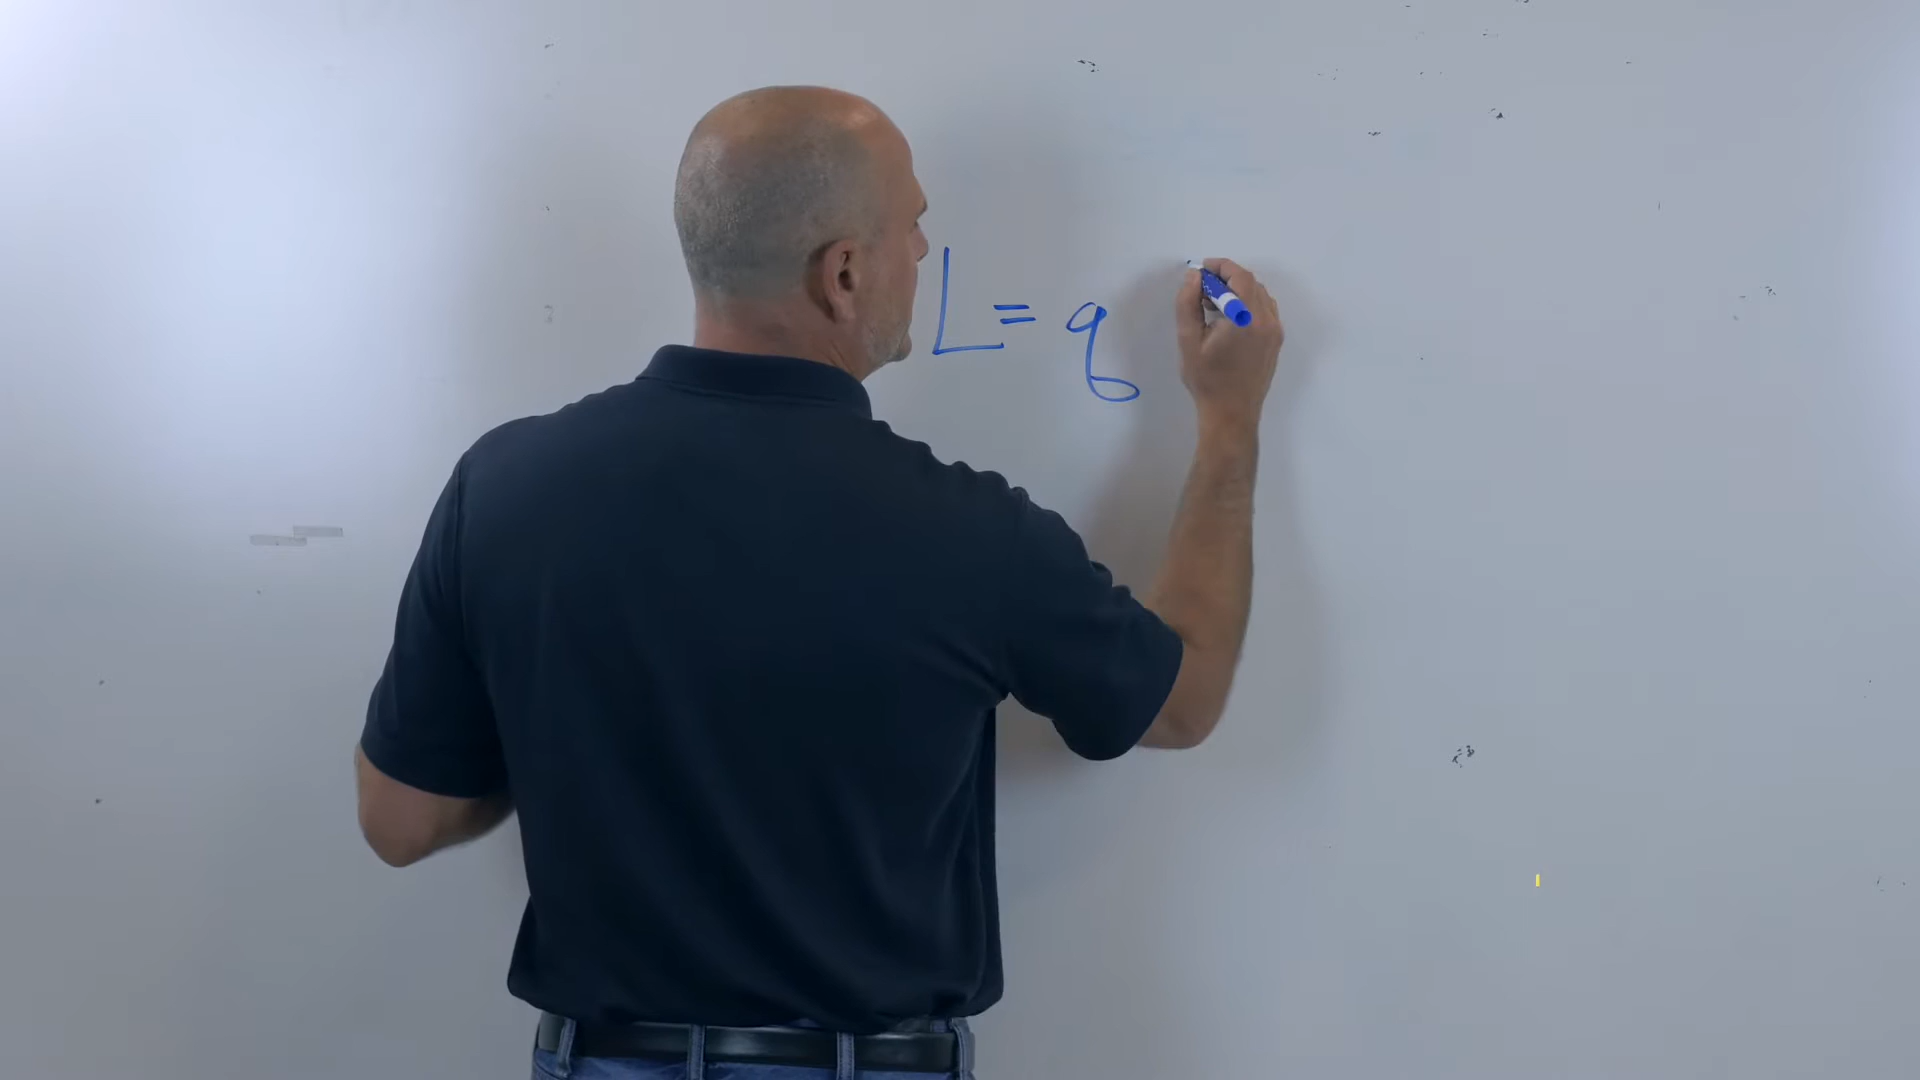 L = q